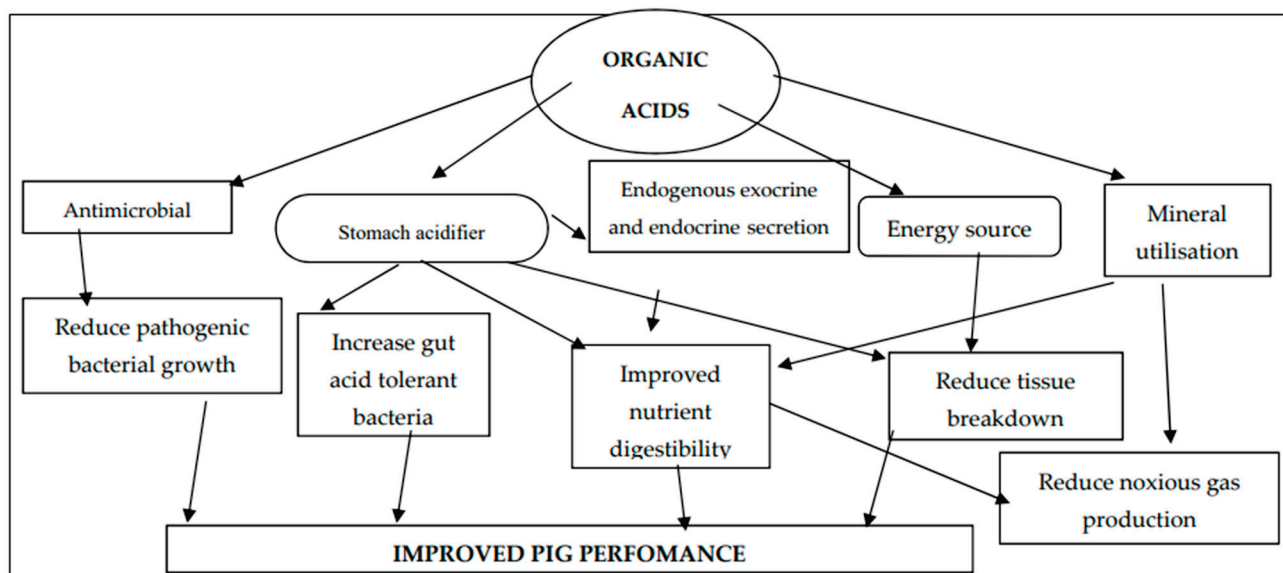 ORGANIC
ACIDS
Antimicrobial
Stomach acidifier
Endogenous exocrine
and endocrine secretion
Energy source
Mineral
utilisation
Reduce pathogenic
bacterial growth
Increase gut
acid tolerant
bacteria
Improved
nutrient
digestibility
Reduce tissue
breakdown
Reduce noxious gas
production
IMPROVED PIG PERFOMANCE